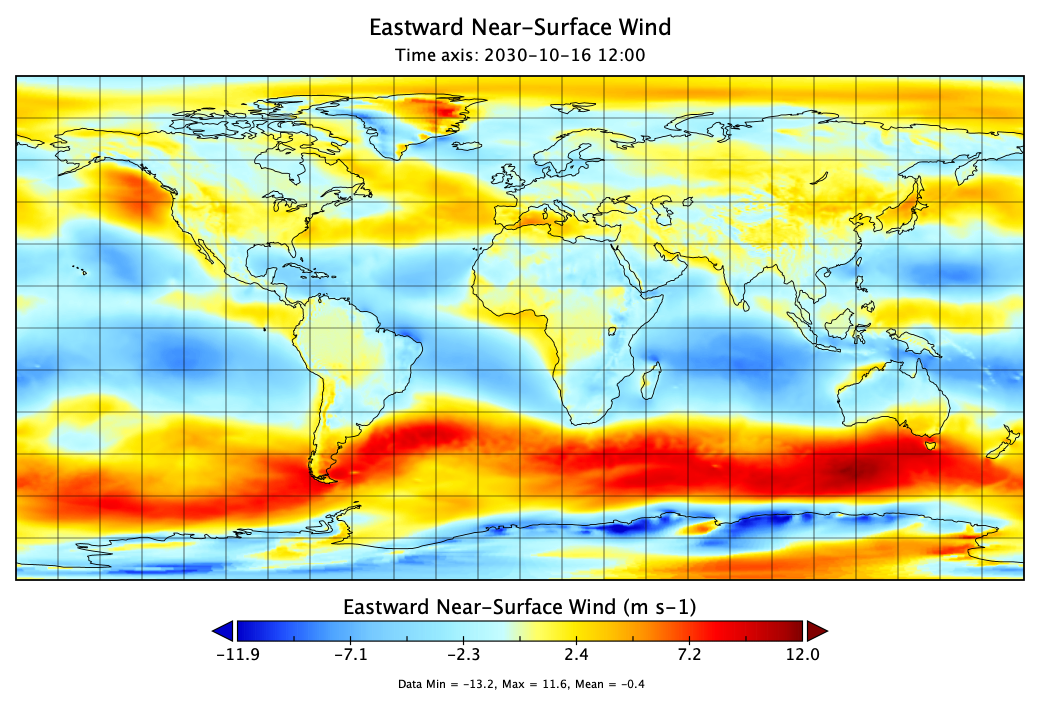 Eastward Near−Surface Wind
Time axis: 2030-10-16 12:00
Eastward Near−Surface Wind (m s−1)
−11.9 −7.1 −2.3 2.4 7.2 12.0
Data Min = −13.2, Max = 11.6, Mean = −0.4